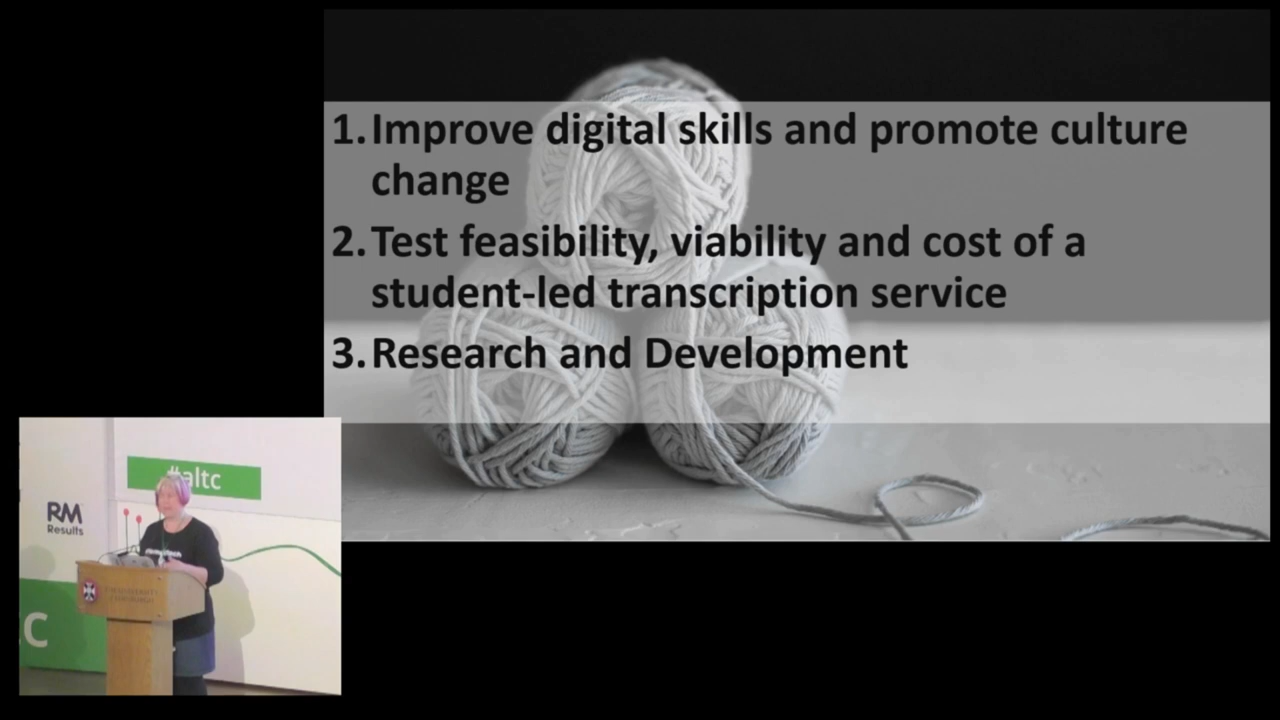 1. Improve digital skills and promote culture
change
2. Test feasibility, viability and cost of a
student-led transcription service
3. Research and Development
#altc
RM
Results
C